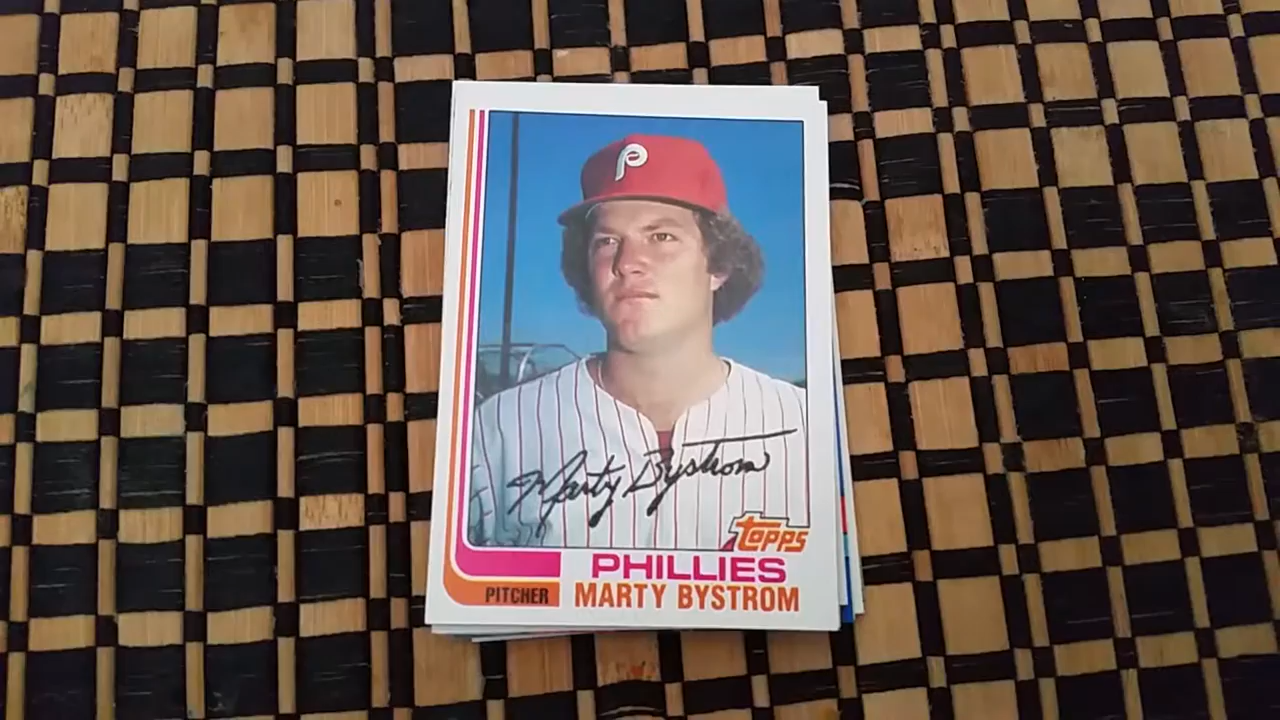 P
Marty Bystrom
TOPPS
PHILLIES
PITCHER
MARTY BYSTROM